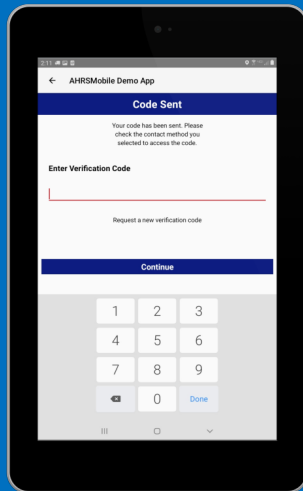 2:11
← AHRSMobile Demo App
Code Sent
Your code has been sent. Please
check the contact method you
selected to access the code.
Enter Verification Code
Request a new verification code
Continue
1 2 3
4 5 6
7 8 9
0 Done